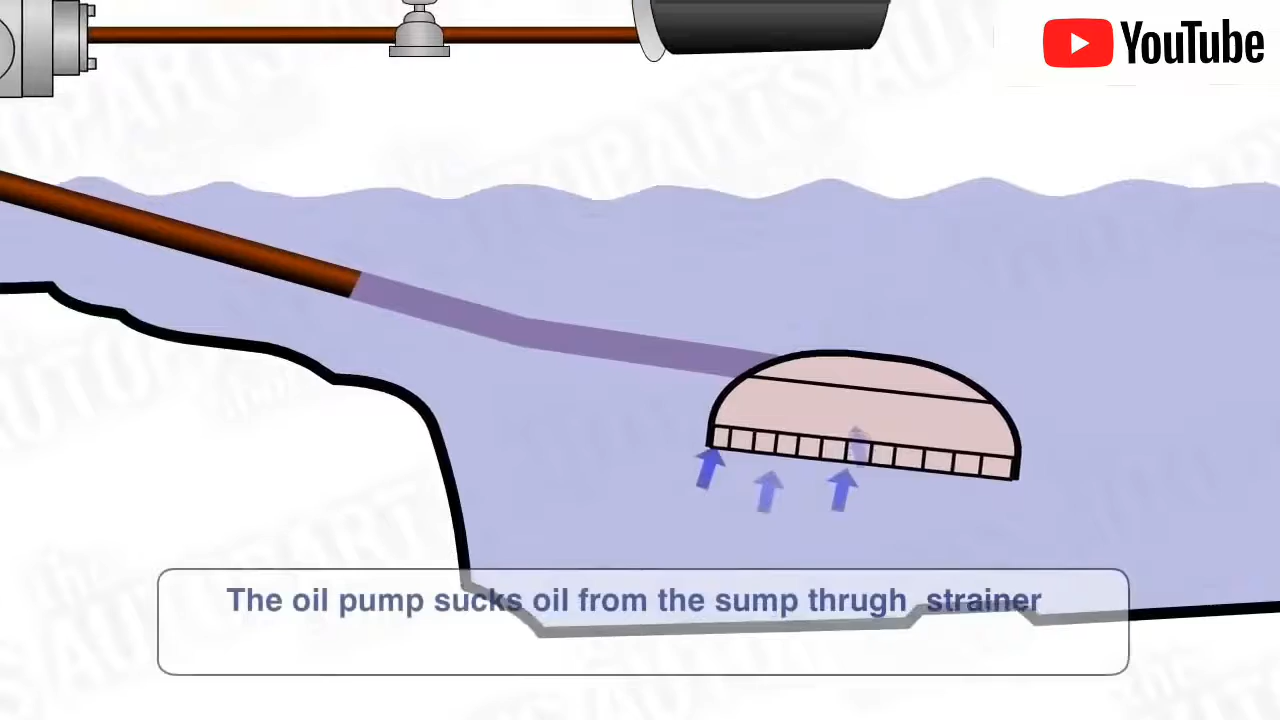 YouTube
The oil pump sucks oil from the sump thrugh strainer